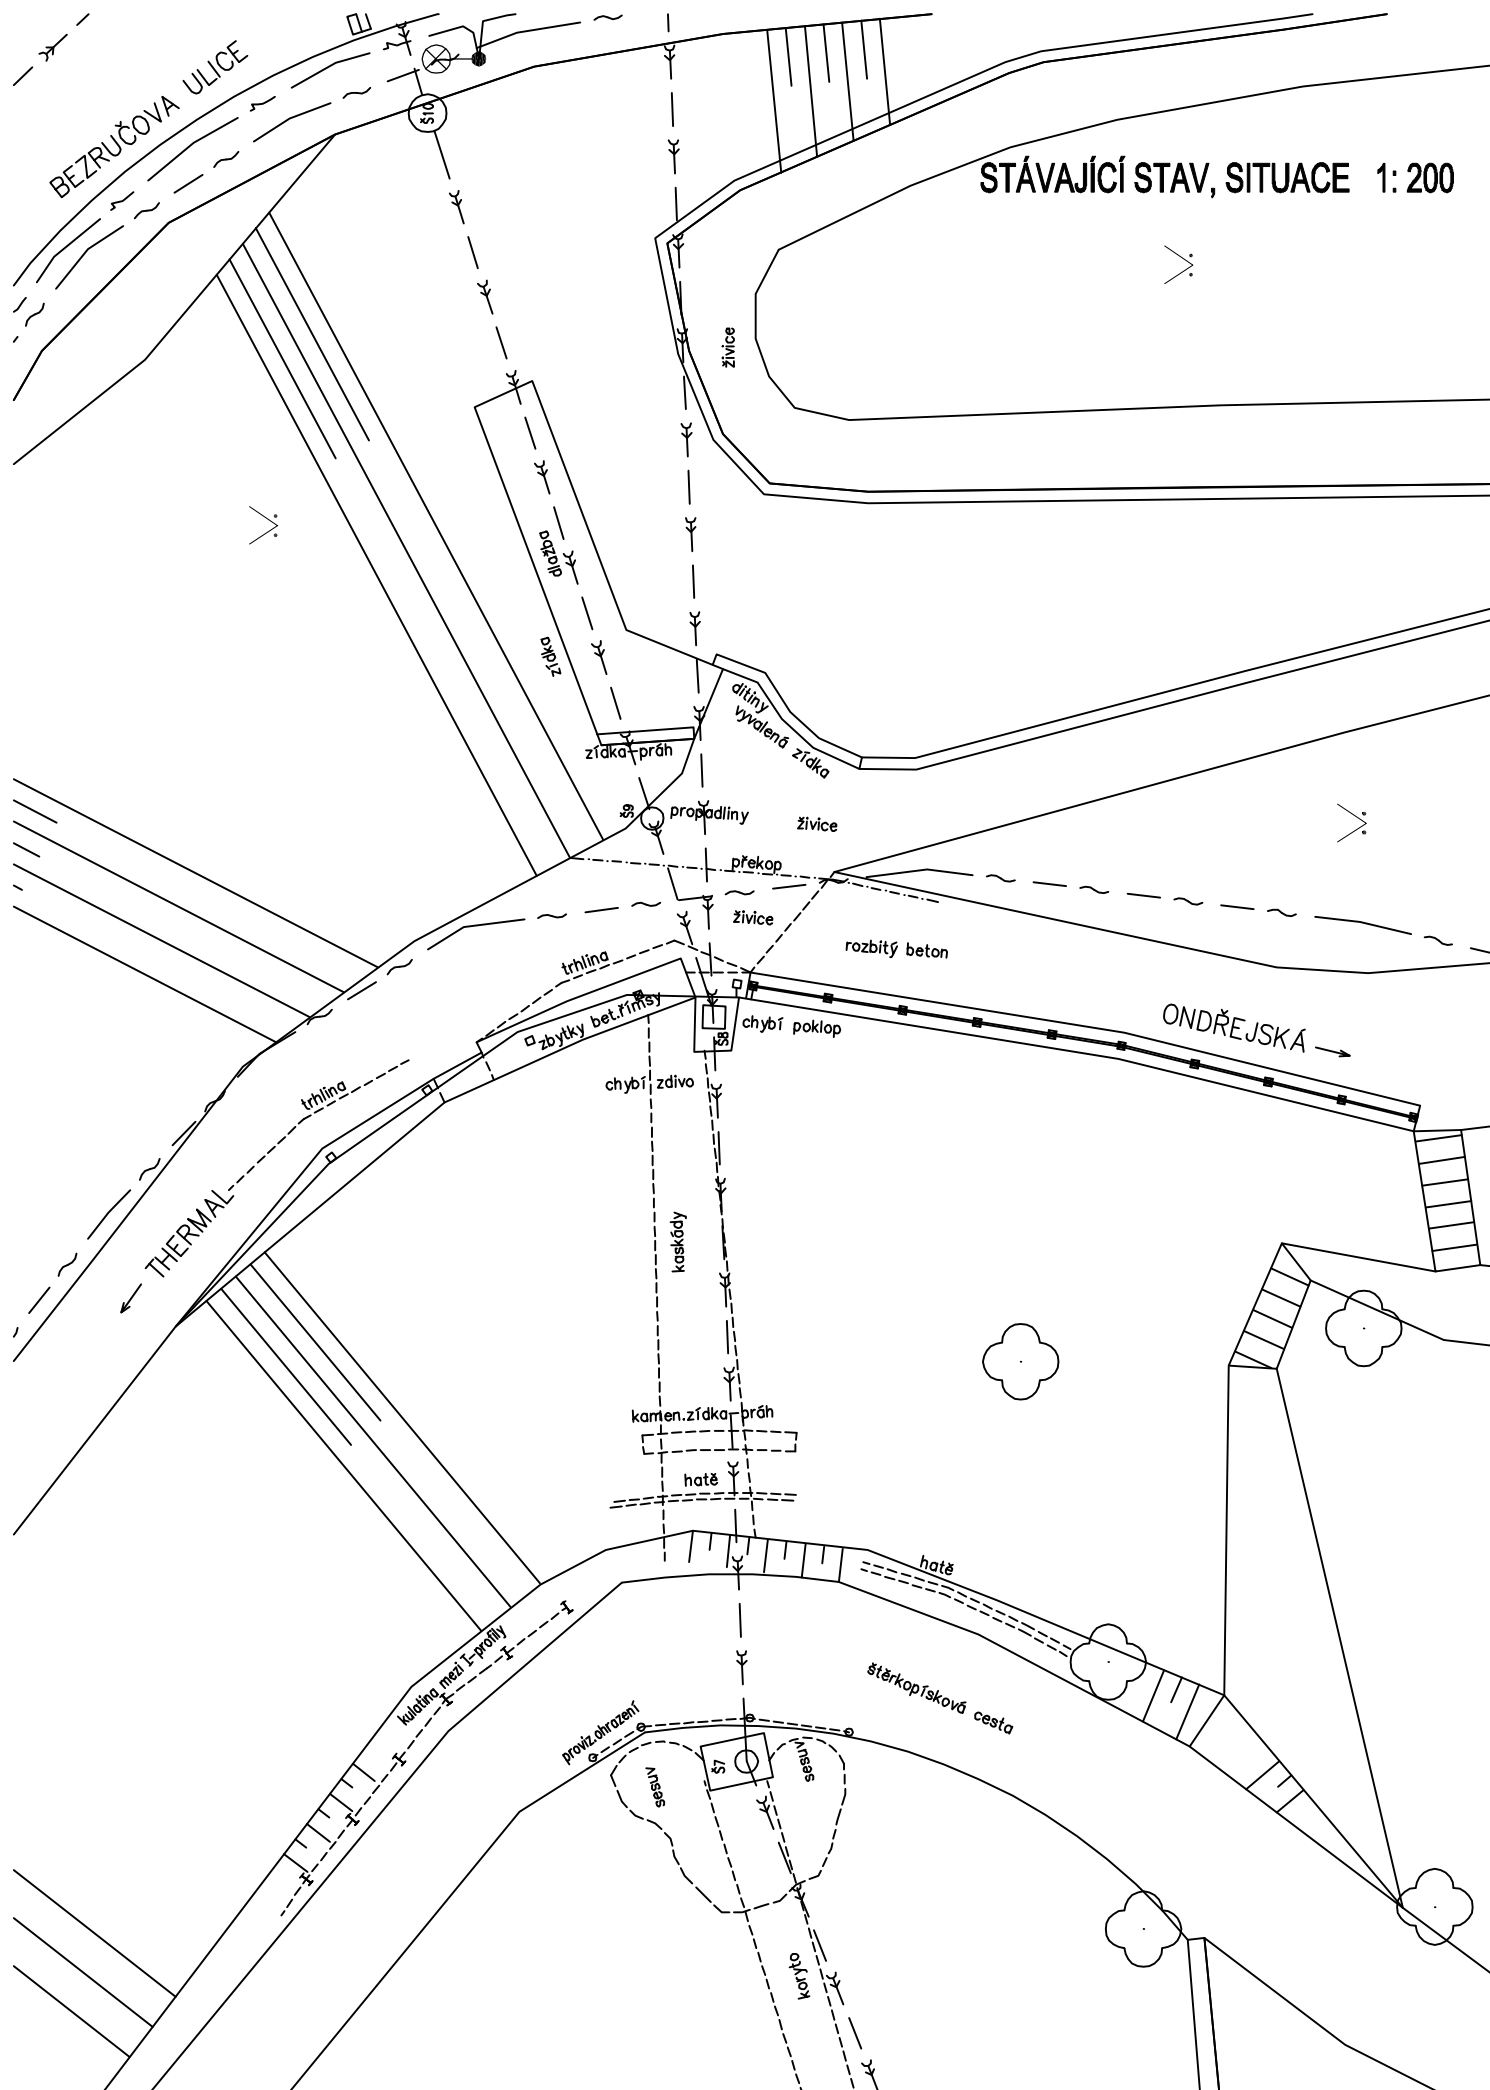 BEZRUČOVA ULICE
Š10
STÁVAJÍCÍ STAV, SITUACE 1: 200
živice
dlažba
zídka
ditiny
vyvalená zídka
zídka-práh
Š9
propadliny
živice
překop
živice
trhlina
rozbitý beton
zbytky bet.římsy
chybí poklop
ONDŘEJSKÁ
Š8
chybí zdivo
trhlina
THERMAL
kaskády
kamen.zídka-práh
hatě
hatě
kulatina mezi I-profily
štěrkopísková cesta
proviz.ohrazení
Š7
sesuv
sesuv
koryto